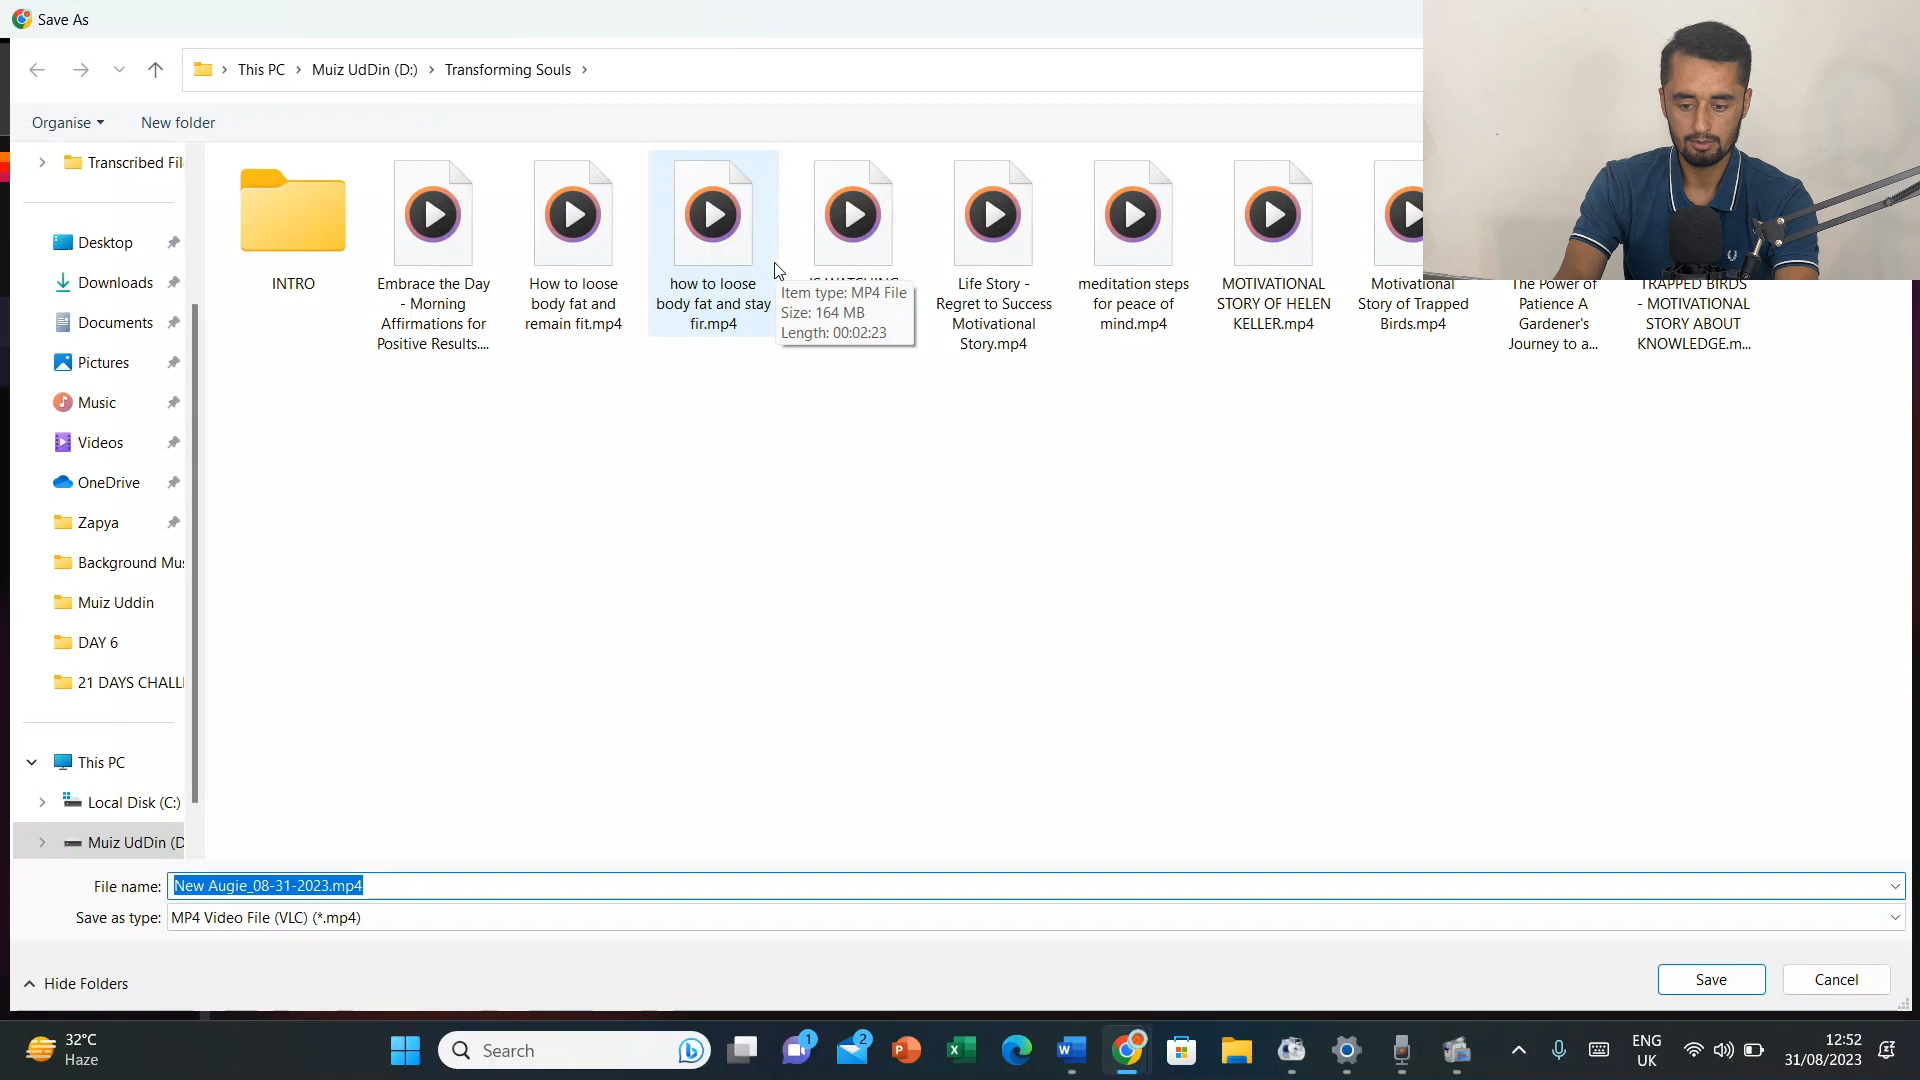 Save As
This PC
Muiz UdDin (D:)
Transforming Souls
Organise
New folder
Transcribed Fil
Desktop
Downloads
Documents
Pictures
Music
Videos
OneDrive
Zapya
Background Mus
Muiz Uddin
DAY 6
21 DAYS CHALL
This PC
Local Disk (C:)
Muiz UdDin (D
INTRO
Embrace the Day
- Morning
Affirmations for
Positive Results....
How to loose
body fat and
remain fit.mp4
how to loose
body fat and stay
fir.mp4
IS WATCHING
Item type: MP4 File
Size: 164 MB
Length: 00:02:23
Life Story -
Regret to Success
Motivational
Story.mp4
meditation steps
for peace of
mind.mp4
MOTIVATIONAL
STORY OF HELEN
KELLER.mp4
Motivational
Story of Trapped
Birds.mp4
The Power of
Patience A
Gardener's
Journey to a...
TRAPPED BIRDS
- MOTIVATIONAL
STORY ABOUT
KNOWLEDGE.m...
File name:
New Augie_08-31-2023.mp4
Save as type:
MP4 Video File (VLC) (*.mp4)
Hide Folders
Save
Cancel
32°C
Haze
Search
1
2
ENG
UK
12:52
31/08/2023